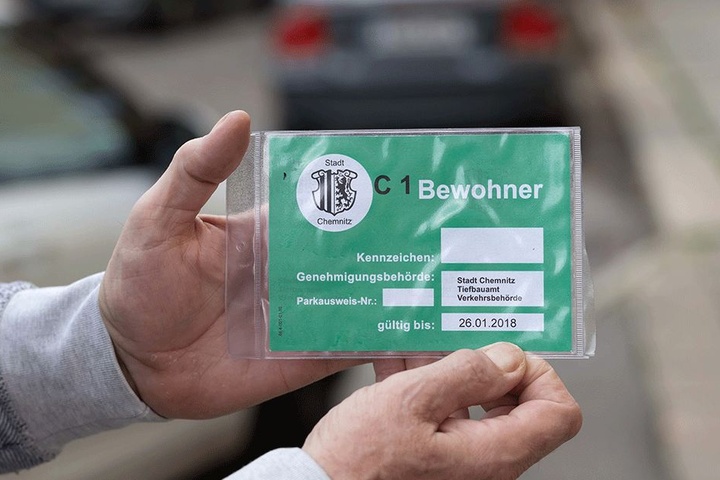 Stadt
Chemnitz
C 1 Bewohner
Kennzeichen:
Genehmigungsbehörde: Stadt Chemnitz
Tiefbauamt
Verkehrsbehörde
Parkausweis-Nr.:
gültig bis: 26.01.2018